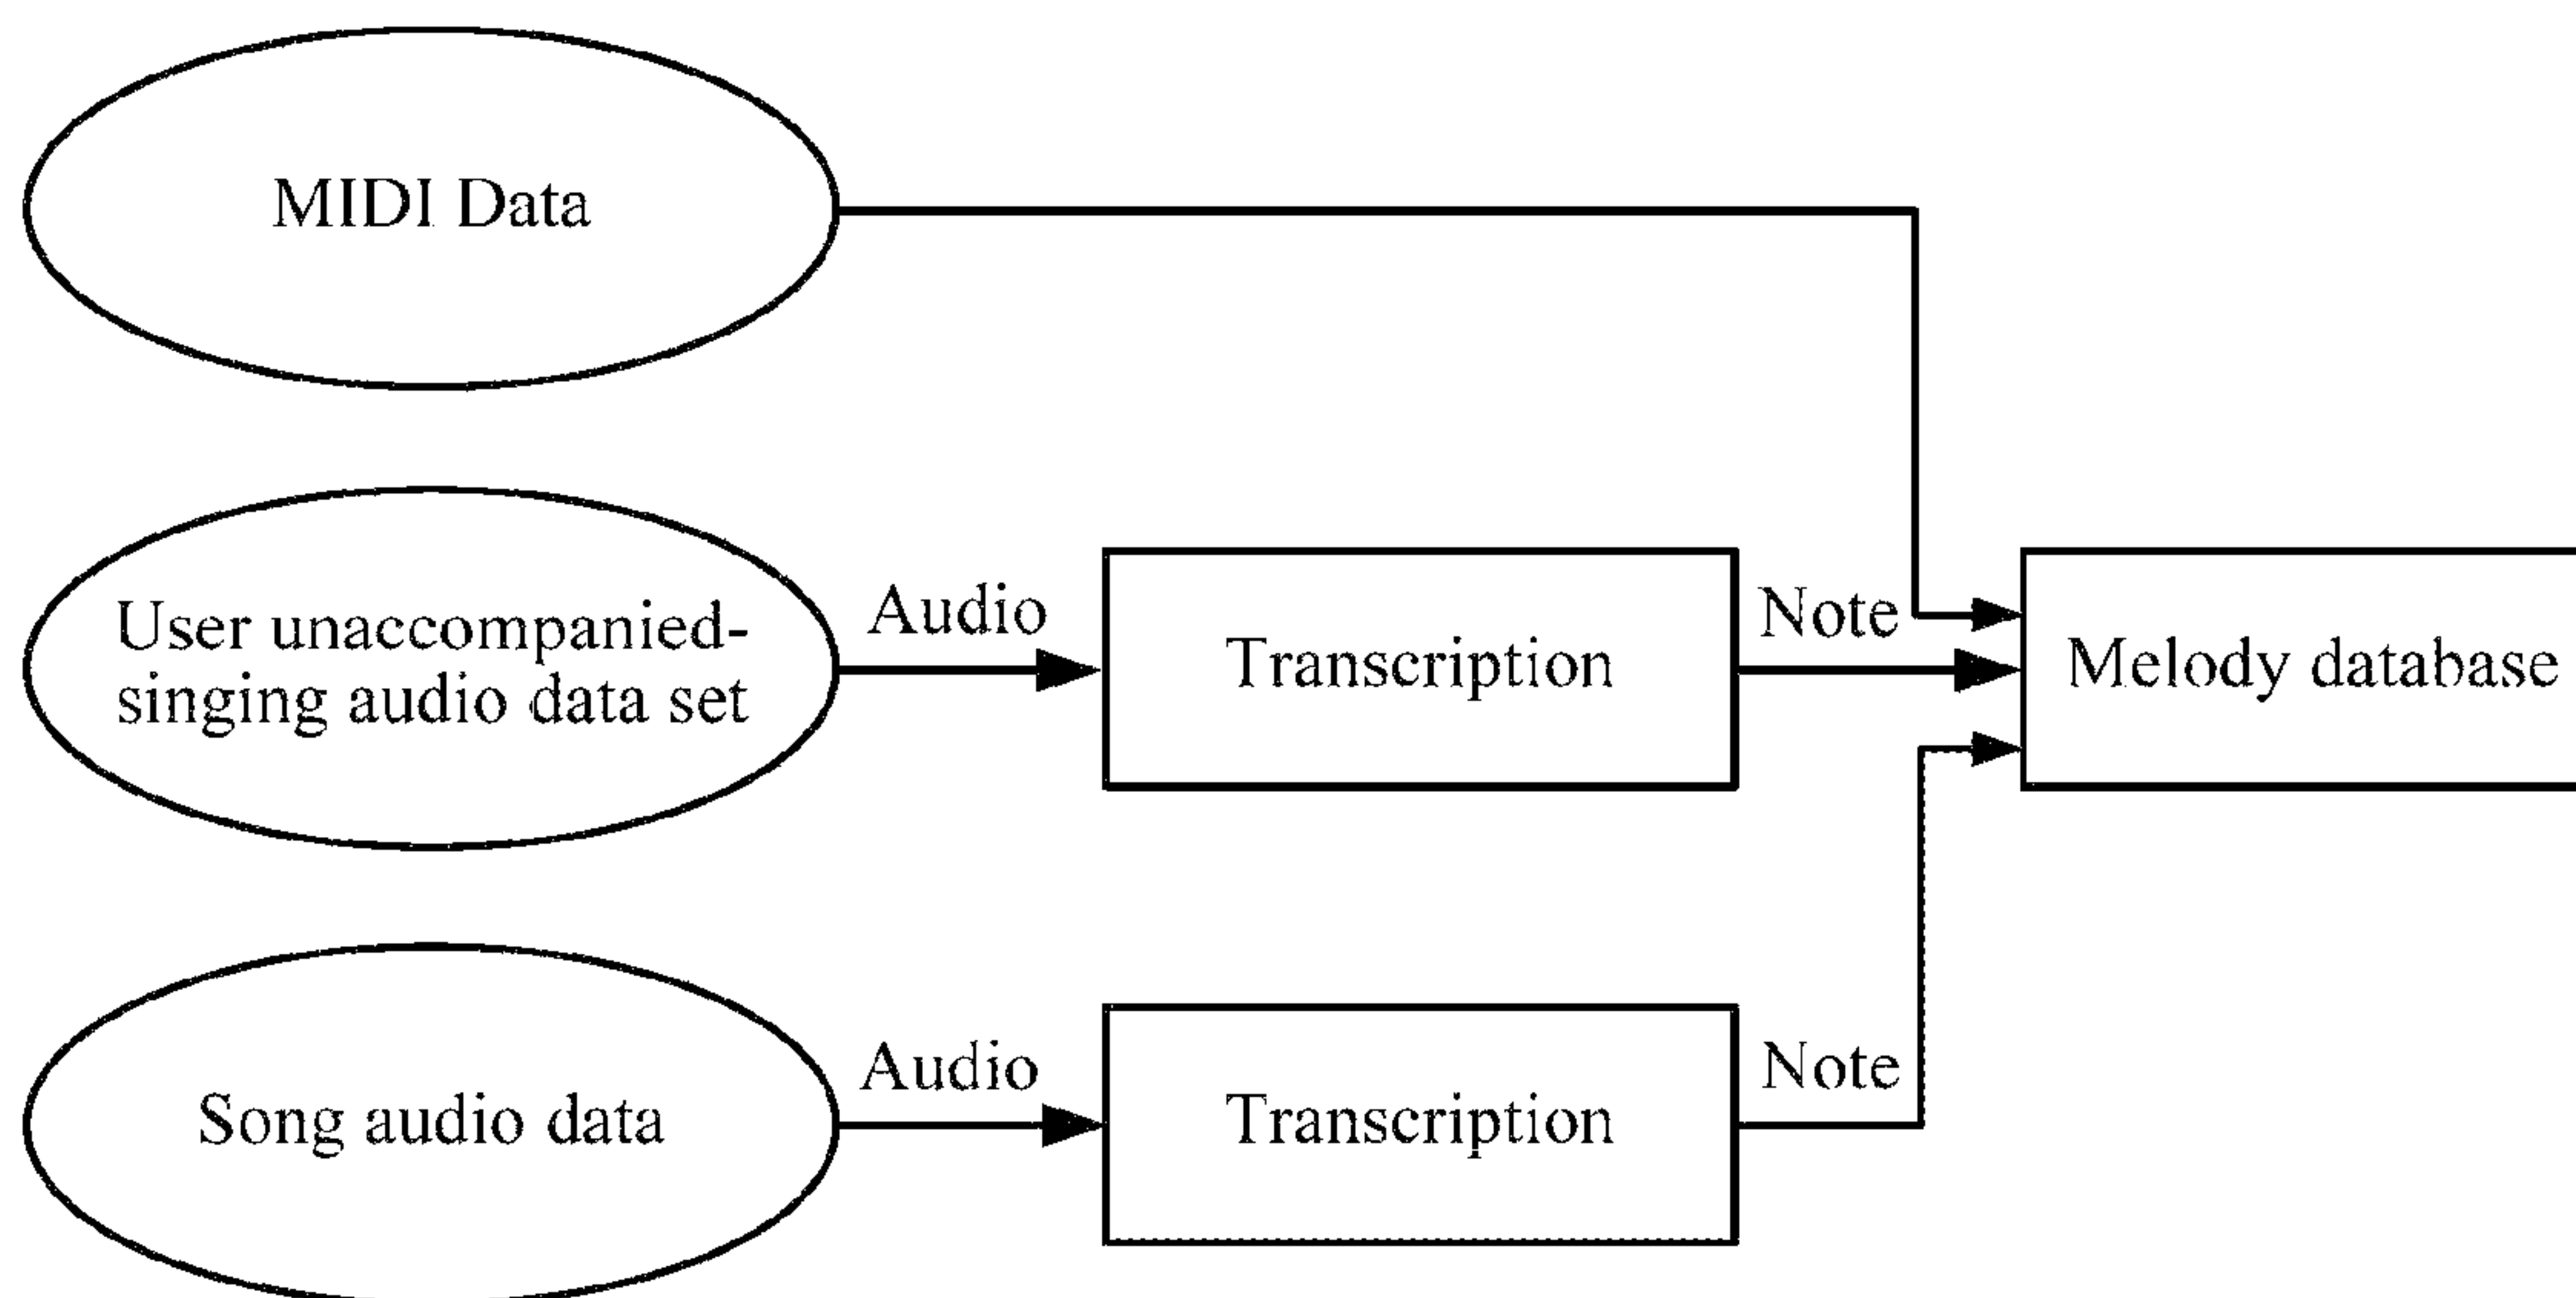 MIDI Data
User unaccompanied-
singing audio data set
Audio
Transcription
Note
Melody database
Song audio data
Audio
Transcription
Note